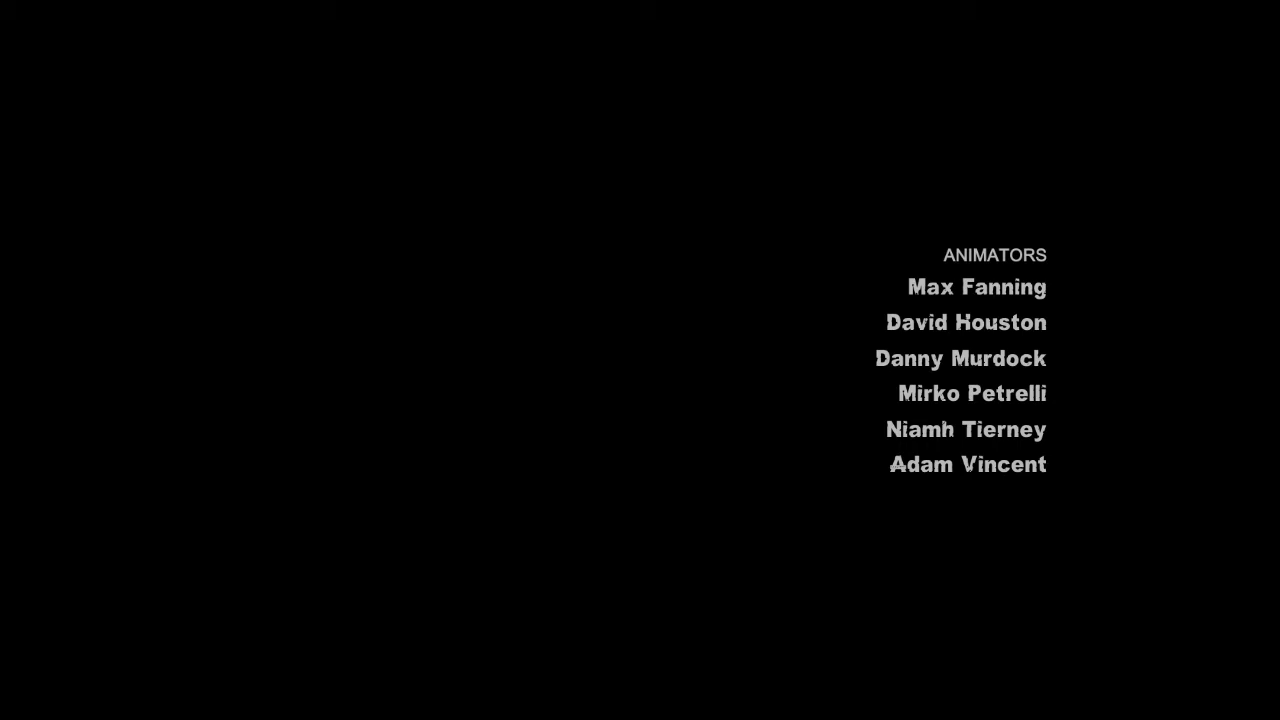 ANIMATORS
Max Fanning
David Houston
Danny Murdock
Mirko Petrelli
Niamh Tierney
Adam Vincent